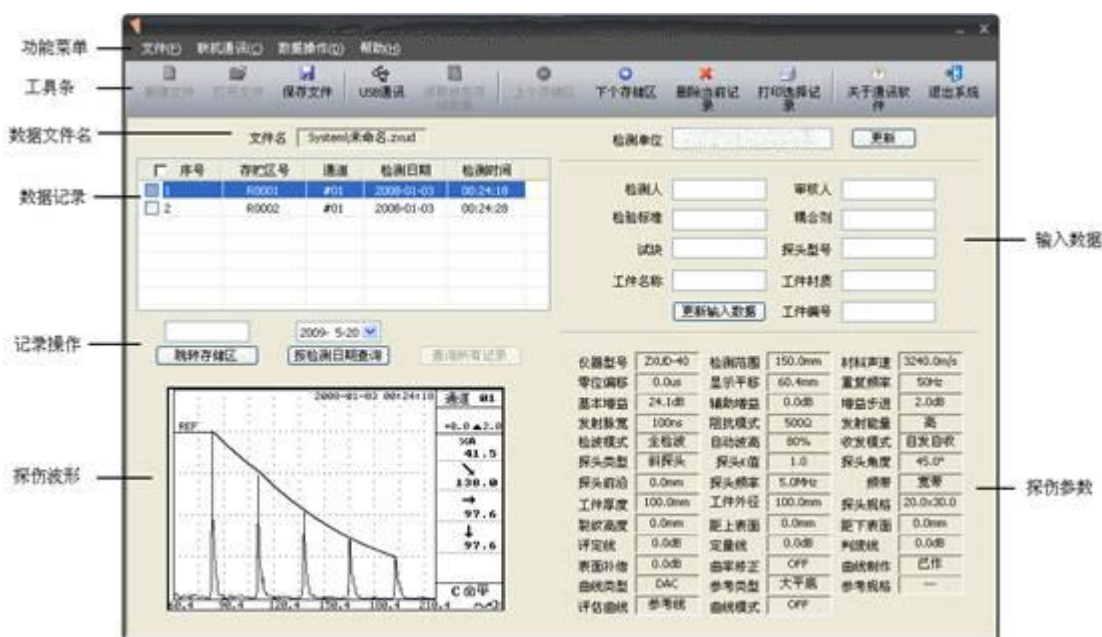 功能菜单
文件(F) 联机通讯(C) 数据操作(D) 帮助(H)
工具条
保存文件 USB通讯 下个存储区 删除当前记录 打印选择记录 关于通讯软件 退出系统
数据文件名
文件名 System\未命名.zxud 检测单位 更新
序号 存贮区号 通道 检测日期 检测时间
数据记录
1 R0001 #01 2008-01-03 00:24:18
2 R0002 #01 2008-01-03 00:24:28
检测人 审核人
检验标准 耦合剂
试块 探头型号
工件名称 工件材质
更新输入数据 工件编号
输入数据
记录操作
2009- 5-20
跳转存储区 按检测日期查询 查询所有记录
探伤波形
2008-01-03 00:24:18 通道 01
REF
+0.0▲2.0
%A
41.5
↘
138.0
→
97.6
↓
97.6
60.4 90.4 120.4 150.4 180.4 210.4
仪器型号 ZXUD-40 检测范围 150.0mm 材料声速 3240.0m/s
零位偏移 0.0us 显示平移 60.4mm 重复频率 50Hz
基本增益 24.1dB 辅助增益 0.0dB 增益步进 2.0dB
发射脉宽 100ns 阻抗模式 500Ω 发射能量 高
检波模式 全检波 自动波高 80% 收发模式 自发自收
探头类型 斜探头 探头K值 1.0 探头角度 45.0°
探头前沿 0.0mm 探头频率 5.0MHz 频带 宽带
工件厚度 100.0mm 工件外径 100.0mm 探头规格 20.0x30.0
裂纹高度 0.0mm 距上表面 0.0mm 距下表面 0.0mm
评定线 0.0dB 定量线 0.0dB 判废线 0.0dB
表面补偿 0.0dB 曲率修正 OFF 曲线制作 已作
曲线类型 DAC 参考类型 大平底 参考规格 —
评估曲线 参考线 曲线模式 OFF
探伤参数